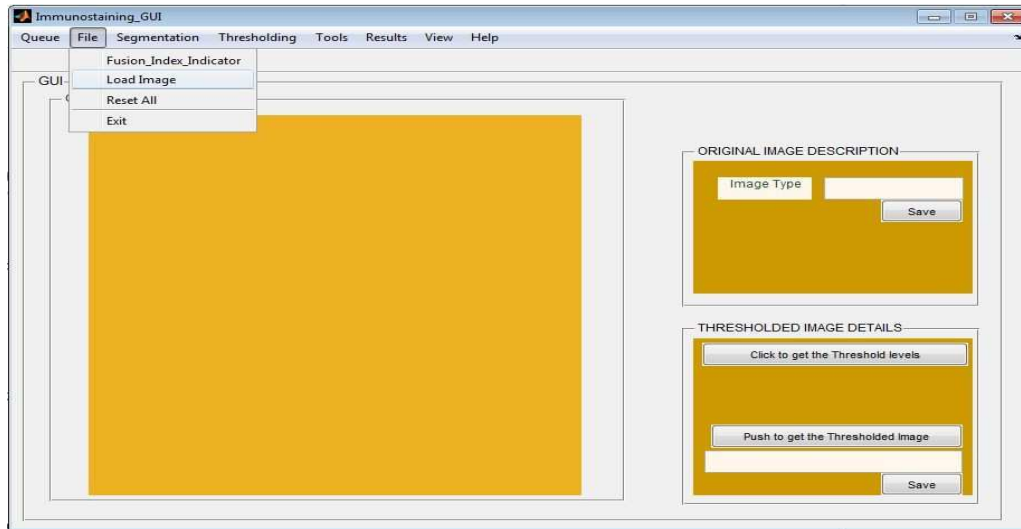 Immunostaining_GUI
Queue File Segmentation Thresholding Tools Results View Help
Fusion_Index_Indicator
Load Image
Reset All
Exit
GUI
ORIGINAL IMAGE DESCRIPTION
Image Type
Save
THRESHOLDED IMAGE DETAILS
Click to get the Threshold levels
Push to get the Thresholded Image
Save